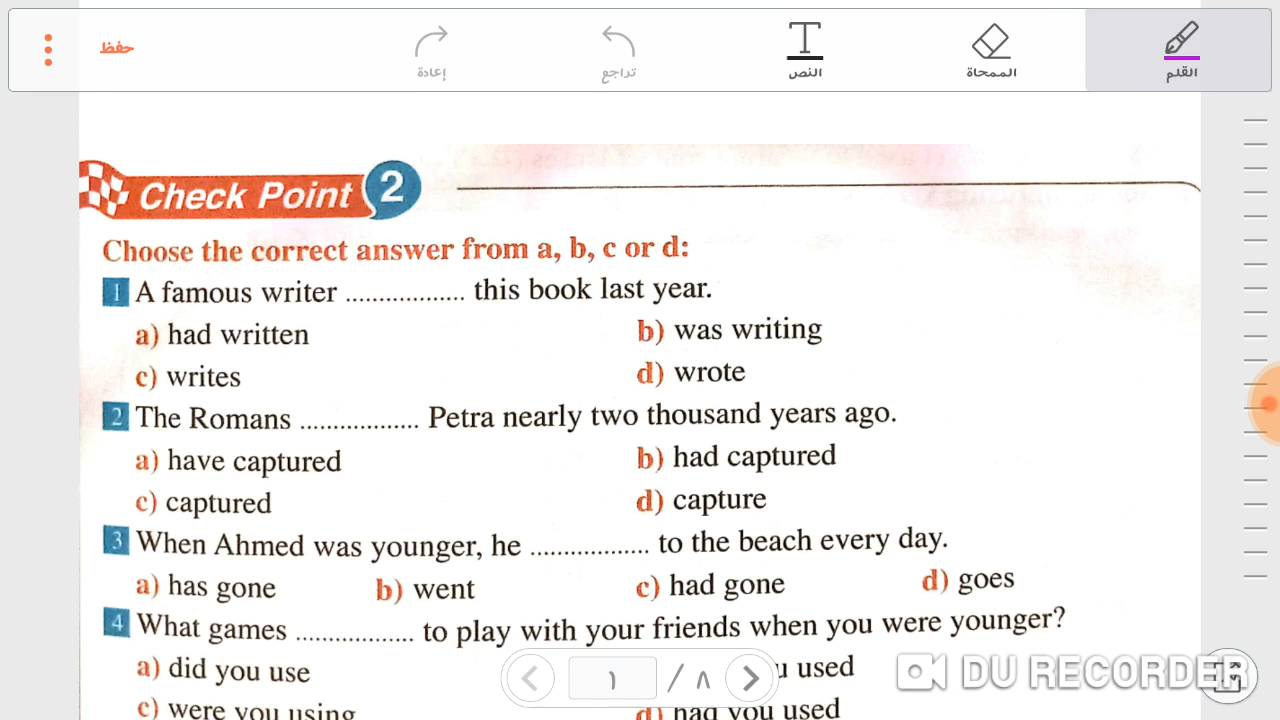 حفظ
إعادة
تراجع
النص
الممحاة
القلم
Check Point 2
Choose the correct answer from a, b, c or d:
1 A famous writer .................. this book last year.
a) had written b) was writing
c) writes d) wrote
2 The Romans .................. Petra nearly two thousand years ago.
a) have captured b) had captured
c) captured d) capture
3 When Ahmed was younger, he .................. to the beach every day.
a) has gone b) went c) had gone d) goes
4 What games .................. to play with your friends when you were younger?
a) did you use used
c) were you using d) had you used
١ / ٨
DU RECORDER